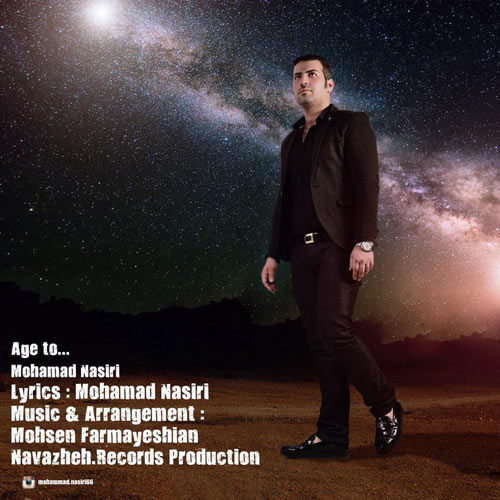 Age to...
Mohamad Nasiri
Lyrics : Mohamad Nasiri
Music & Arrangement :
Mohsen Farmayeshian
Navazheh.Records Production
mohammad.nasiri66